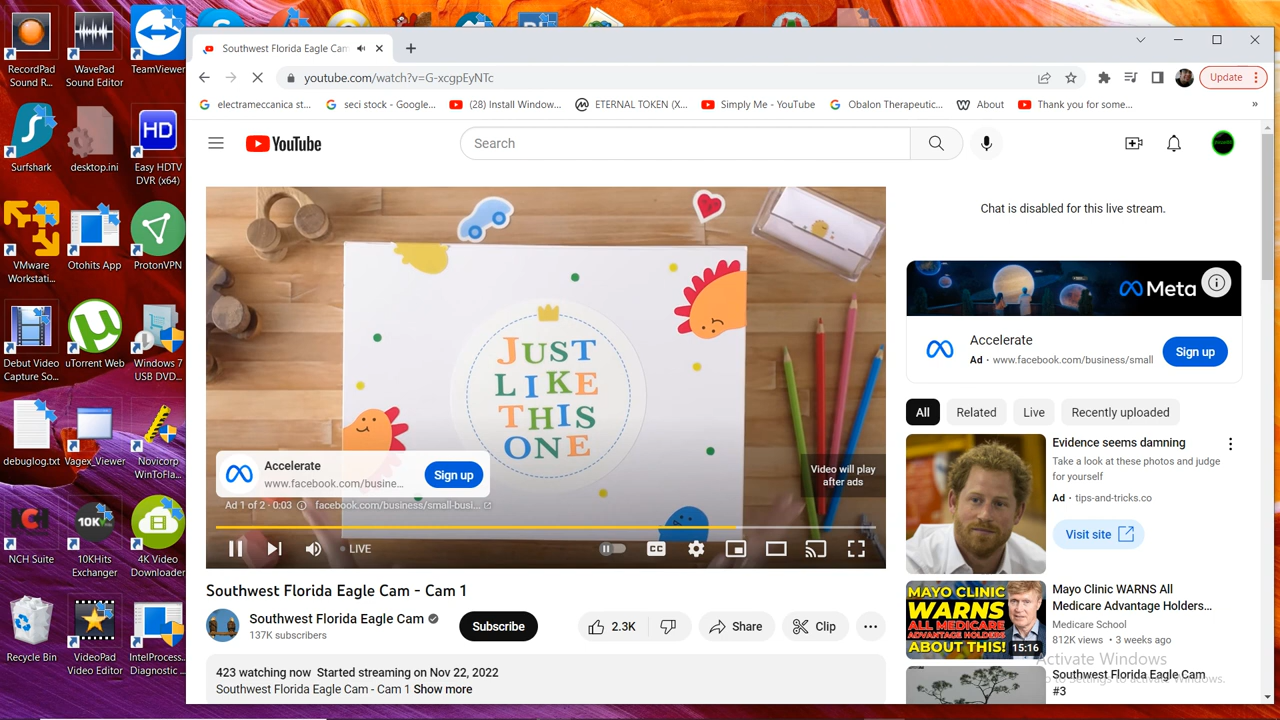 RecordPad
Sound R...
WavePad
Sound Editor
TeamViewer
Surfshark
desktop.ini
HD
Easy HDTV
DVR (x64)
VMware
Workstati...
Otohits App
ProtonVPN
Debut Video
Capture So...
uTorrent Web
Windows 7
USB DVD...
debuglog.txt
Vagex_Viewer
Novicorp
WinToFla...
NCH Suite
10K
10KHits
Exchanger
4K Video
Downloader
Recycle Bin
VideoPad
Video Editor
IntelProcess...
Diagnostic ...
Southwest Florida Eagle Cam
youtube.com/watch?v=G-xcgpEyNTc
Update
electrameccanica st...
seci stock - Google...
(28) Install Window...
ETERNAL TOKEN (X...
Simply Me - YouTube
Obalon Therapeutic...
About
Thank you for some...
»
YouTube
Search
JUST
LIKE
THIS
ONE
Accelerate
www.facebook.com/busine...
Sign up
Ad 1 of 2 · 0:03
facebook.com/business/small-busi...
Video will play
after ads
LIVE
CC
Southwest Florida Eagle Cam - Cam 1
Southwest Florida Eagle Cam
137K subscribers
Subscribe
2.3K
Share
Clip
423 watching now Started streaming on Nov 22, 2022
Southwest Florida Eagle Cam - Cam 1 Show more
Chat is disabled for this live stream.
Meta
Accelerate
Ad · www.facebook.com/business/small
Sign up
All
Related
Live
Recently uploaded
Evidence seems damning
Take a look at these photos and judge
for yourself
Ad · tips-and-tricks.co
Visit site
MAYO CLINIC
WARNS
ALL MEDICARE
ADVANTAGE HOLDERS
ABOUT THIS!
15:16
Mayo Clinic WARNS All
Medicare Advantage Holders...
Medicare School
812K views · 3 weeks ago
Southwest Florida Eagle Cam
#3
Activate Windows
to Settings to activate Windows.